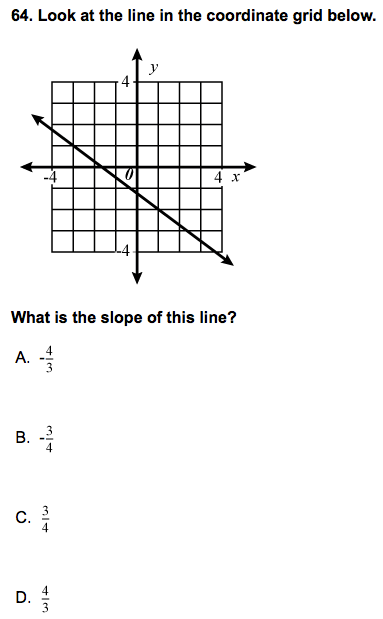 64. Look at the line in the coordinate grid below.
y
4
-4 0 4 x
-4
What is the slope of this line?
A. -4/3
B. -3/4
C. 3/4
D. 4/3